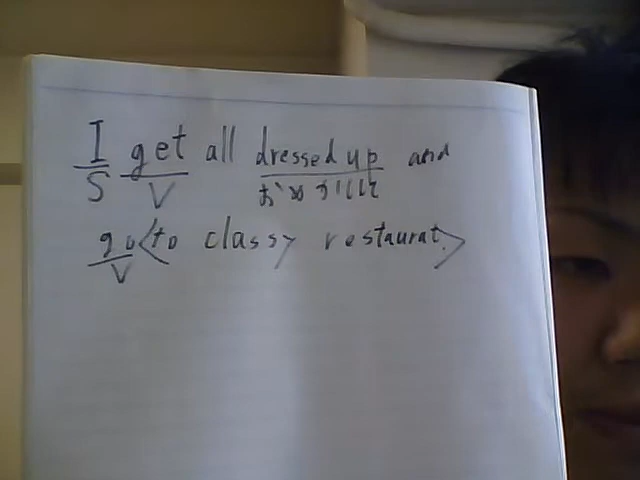 I get all dressed up and
S V おめかしして
go <to classy restaurat.>
V